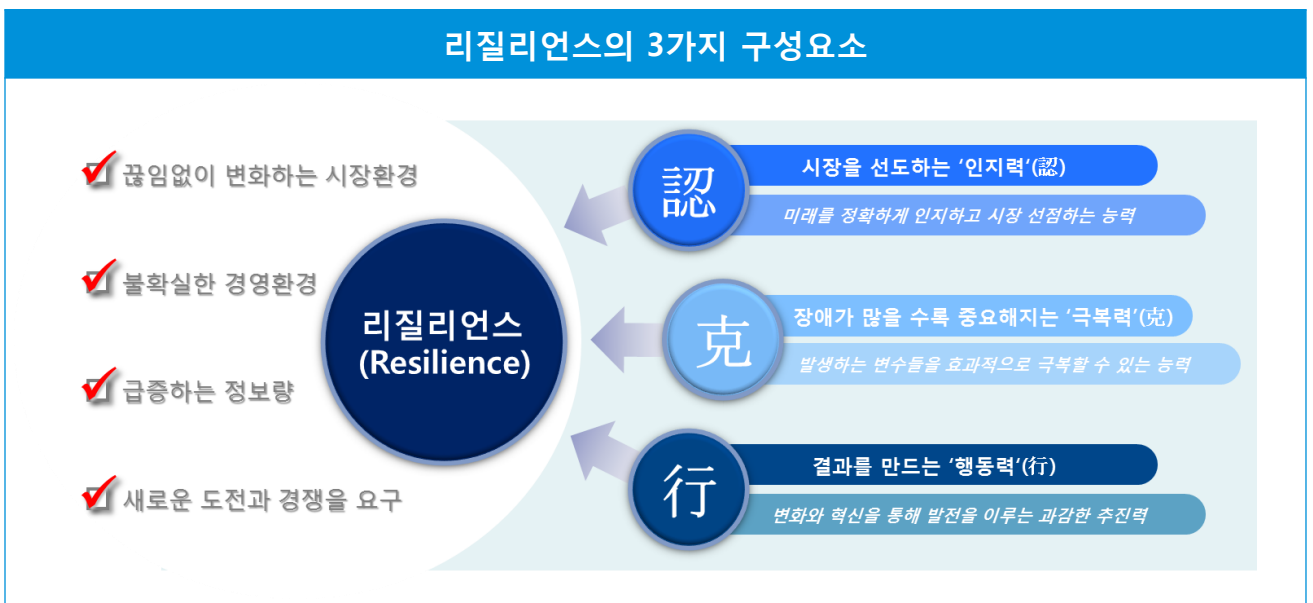 리질리언스의 3가지 구성요소
끊임없이 변화하는 시장환경
불확실한 경영환경
급증하는 정보량
새로운 도전과 경쟁을 요구
리질리언스
(Resilience)
認
시장을 선도하는 ‘인지력’(認)
미래를 정확하게 인지하고 시장 선점하는 능력
克
장애가 많을 수록 중요해지는 ‘극복력’(克)
발생하는 변수들을 효과적으로 극복할 수 있는 능력
行
결과를 만드는 ‘행동력’(行)
변화와 혁신을 통해 발전을 이루는 과감한 추진력